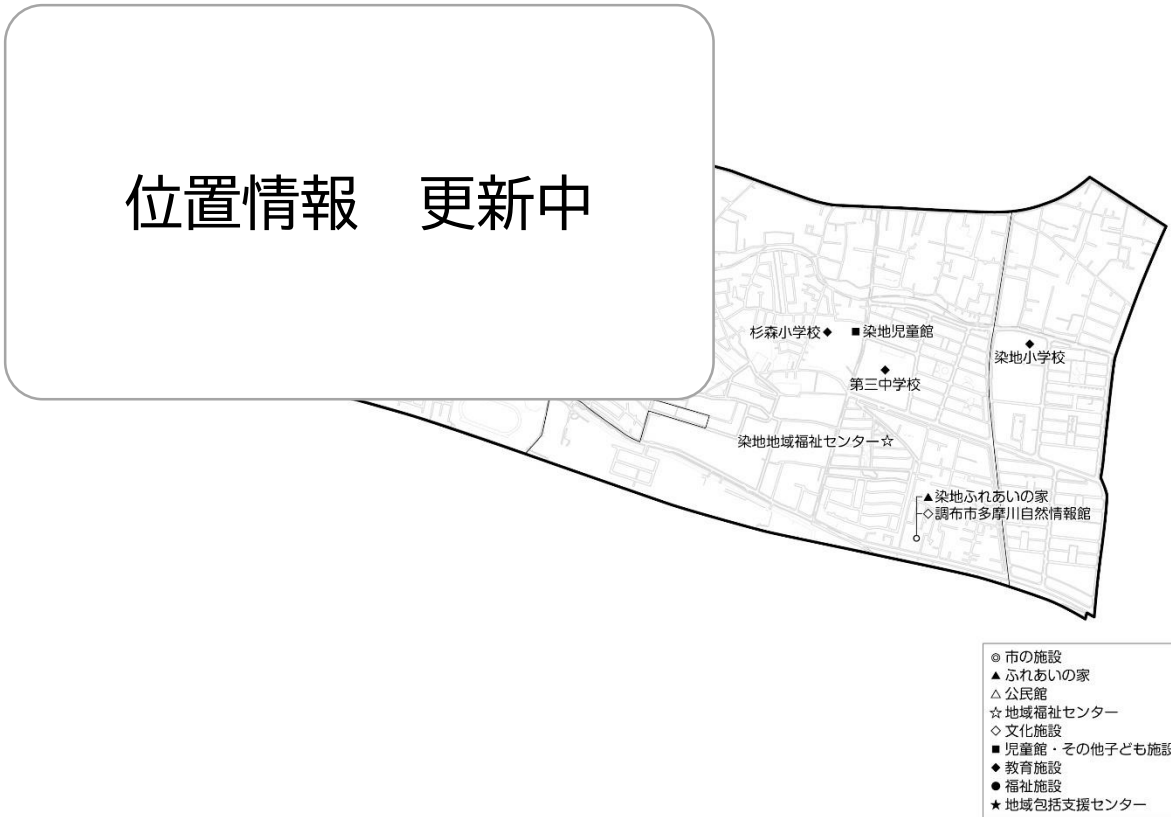 位置情報　更新中
杉森小学校◆
■染地児童館
◆
染地小学校
◆
第三中学校
染地地域福祉センター☆
▲染地ふれあいの家
◇調布市多摩川自然情報館
◎ 市の施設
▲ ふれあいの家
△ 公民館
☆ 地域福祉センター
◇ 文化施設
■ 児童館・その他子ども施設
◆ 教育施設
● 福祉施設
★ 地域包括支援センター